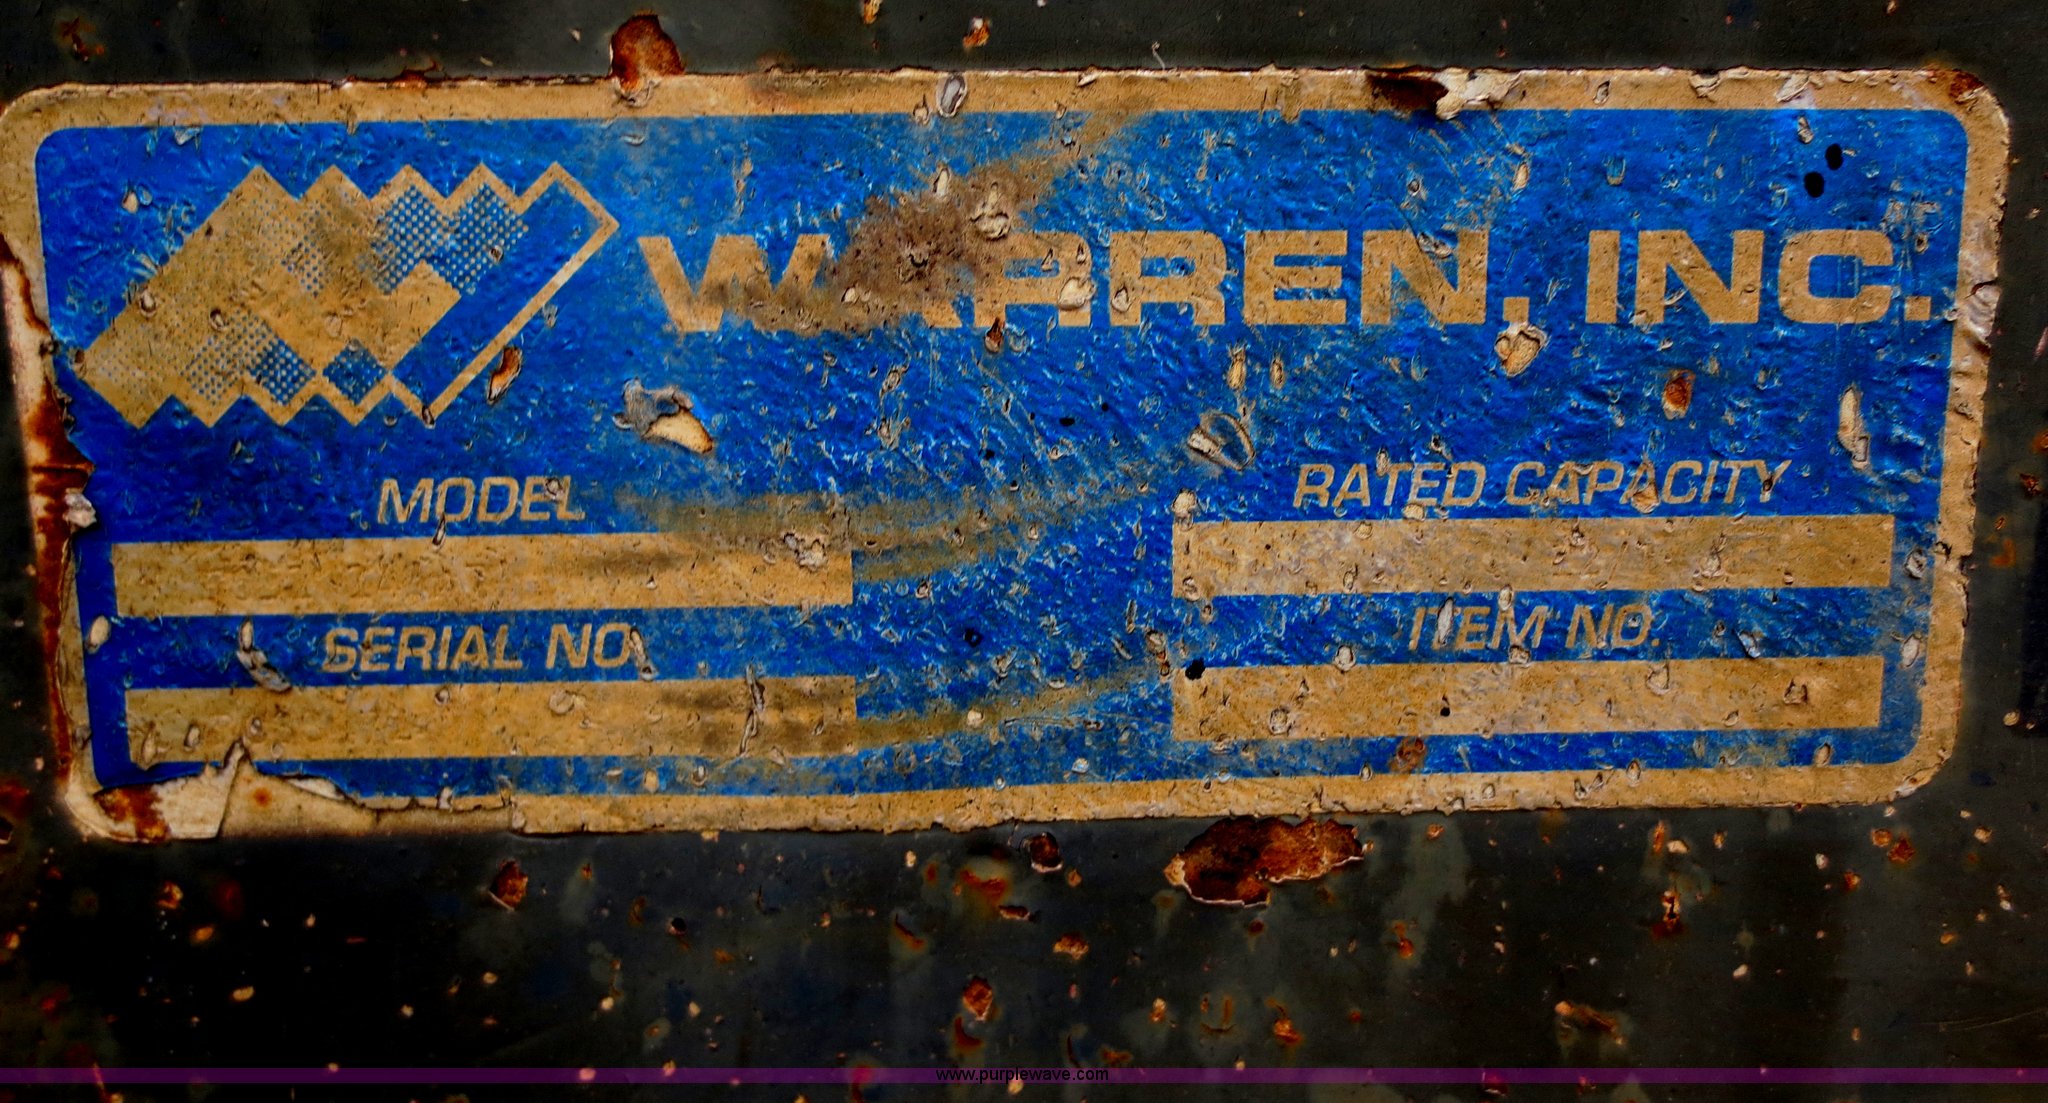 WARREN, INC.
MODEL
RATED CAPACITY
SERIAL NO.
ITEM NO.
www.purplewave.com